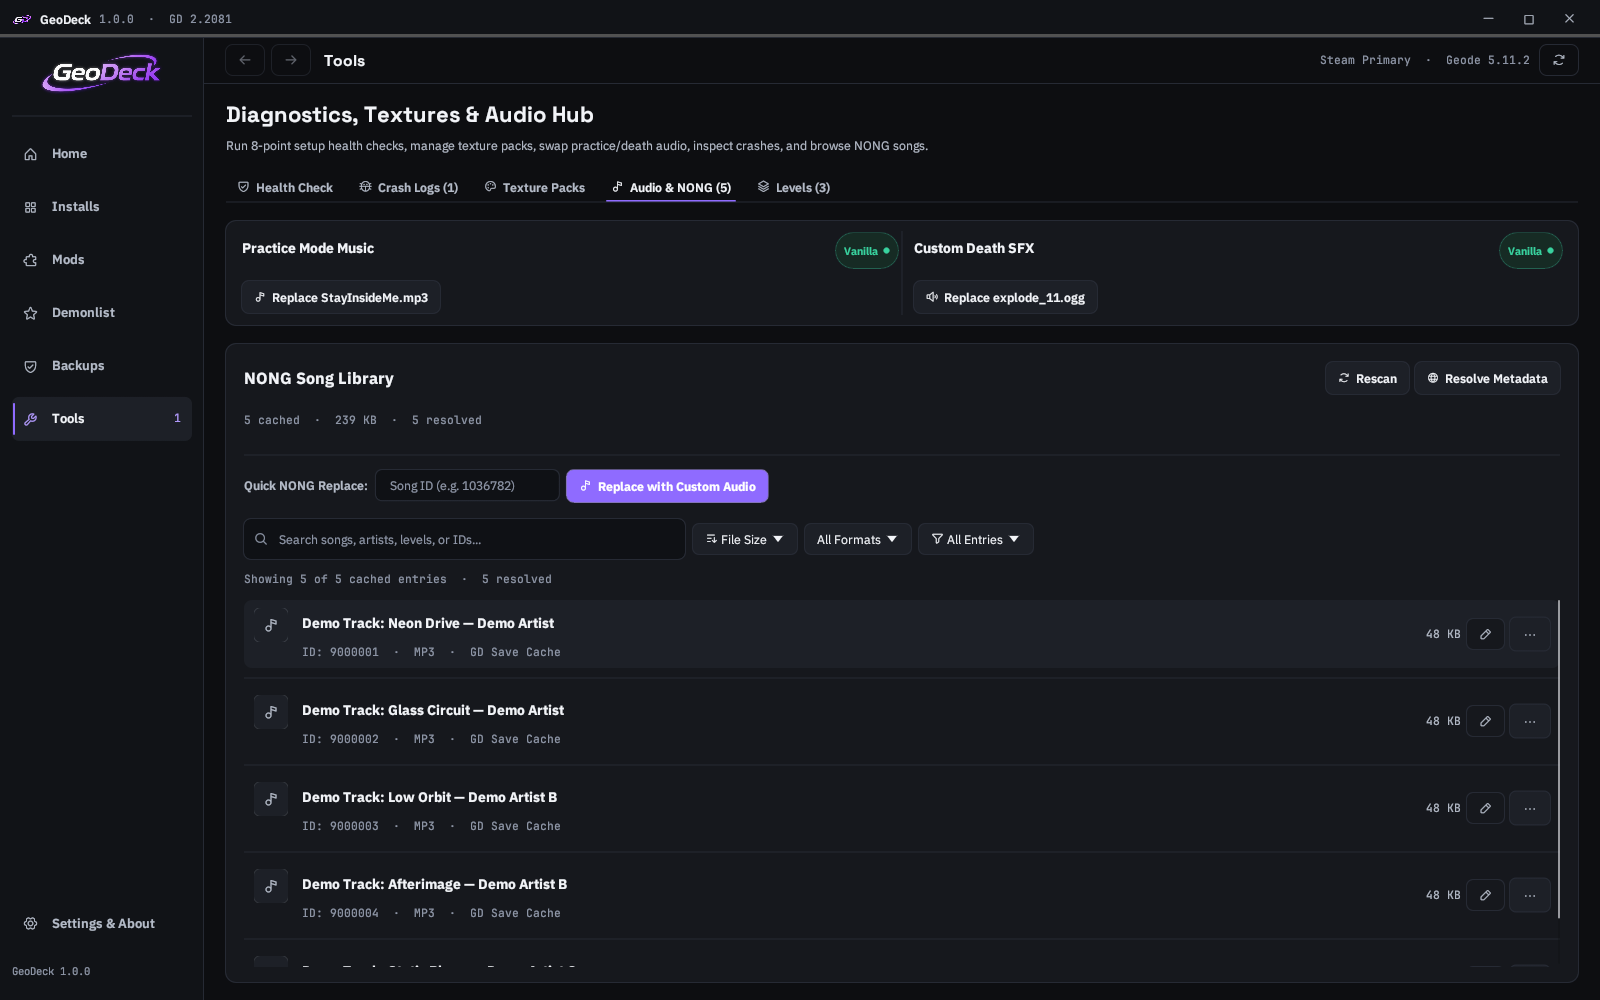 GeoDeck 1.0.0 · GD 2.2081
GeoDeck
Home
Installs
Mods
Demonlist
Backups
Tools 1
Settings & About
GeoDeck 1.0.0
Tools
Steam Primary · Geode 5.11.2
Diagnostics, Textures & Audio Hub
Run 8-point setup health checks, manage texture packs, swap practice/death audio, inspect crashes, and browse NONG songs.
Health Check Crash Logs (1) Texture Packs Audio & NONG (5) Levels (3)
Practice Mode Music Vanilla
Replace StayInsideMe.mp3
Custom Death SFX Vanilla
Replace explode_11.ogg
NONG Song Library Rescan Resolve Metadata
5 cached · 239 KB · 5 resolved
Quick NONG Replace: Song ID (e.g. 1036782) Replace with Custom Audio
Search songs, artists, levels, or IDs... File Size All Formats All Entries
Showing 5 of 5 cached entries · 5 resolved
Demo Track: Neon Drive — Demo Artist
ID: 9000001 · MP3 · GD Save Cache
48 KB
Demo Track: Glass Circuit — Demo Artist
ID: 9000002 · MP3 · GD Save Cache
48 KB
Demo Track: Low Orbit — Demo Artist B
ID: 9000003 · MP3 · GD Save Cache
48 KB
Demo Track: Afterimage — Demo Artist B
ID: 9000004 · MP3 · GD Save Cache
48 KB